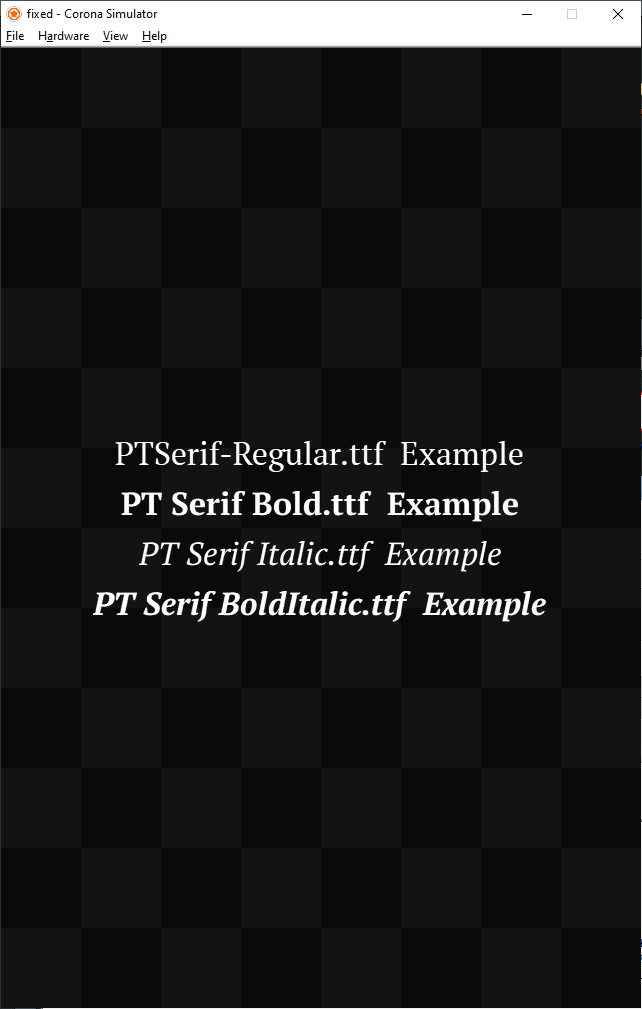 fixed - Corona Simulator
File Hardware View Help
PTSerif-Regular.ttf  Example
PT Serif Bold.ttf  Example
PT Serif Italic.ttf  Example
PT Serif BoldItalic.ttf  Example